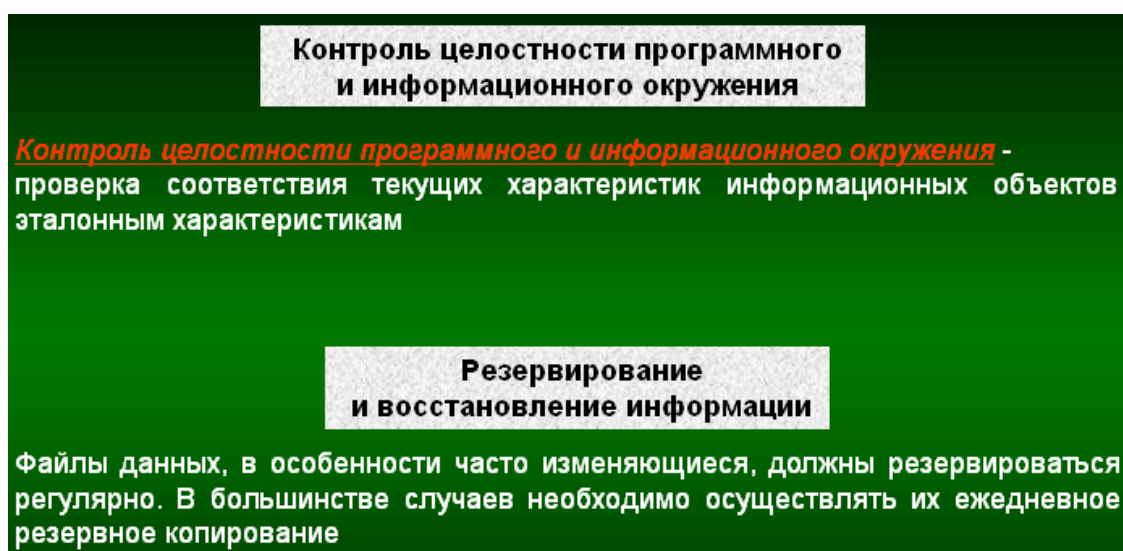 Контроль целостности программного
и информационного окружения
Контроль целостности программного и информационного окружения -
проверка соответствия текущих характеристик информационных объектов
эталонным характеристикам
Резервирование
и восстановление информации
Файлы данных, в особенности часто изменяющиеся, должны резервироваться
регулярно. В большинстве случаев необходимо осуществлять их ежедневное
резервное копирование